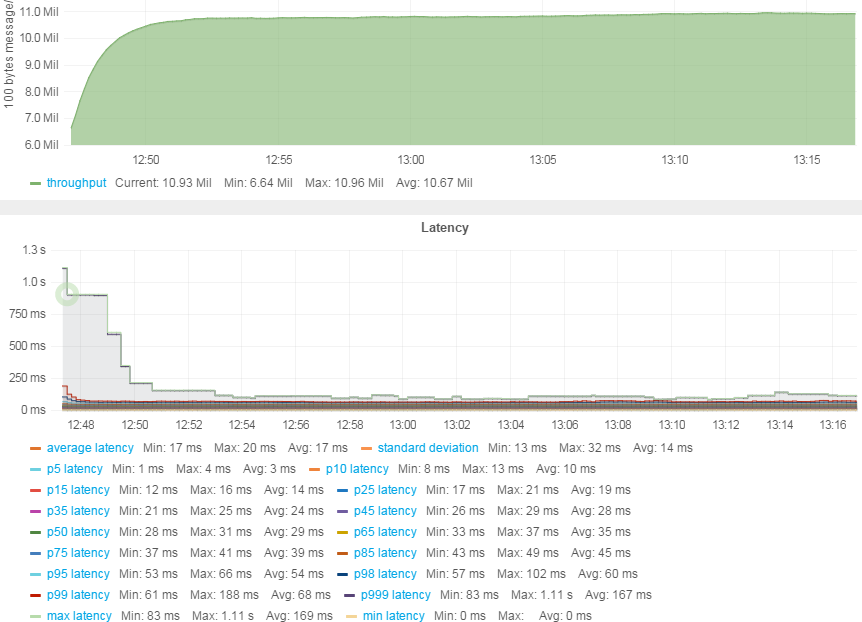 100 bytes message/
11.0 Mil
10.0 Mil
9.0 Mil
8.0 Mil
7.0 Mil
6.0 Mil
12:50 12:55 13:00 13:05 13:10 13:15
throughput Current: 10.93 Mil Min: 6.64 Mil Max: 10.96 Mil Avg: 10.67 Mil
Latency
1.3 s
1.0 s
750 ms
500 ms
250 ms
0 ms
12:48 12:50 12:52 12:54 12:56 12:58 13:00 13:02 13:04 13:06 13:08 13:10 13:12 13:14 13:16
average latency Min: 17 ms Max: 20 ms Avg: 17 ms standard deviation Min: 13 ms Max: 32 ms Avg: 14 ms
p5 latency Min: 1 ms Max: 4 ms Avg: 3 ms p10 latency Min: 8 ms Max: 13 ms Avg: 10 ms
p15 latency Min: 12 ms Max: 16 ms Avg: 14 ms p25 latency Min: 17 ms Max: 21 ms Avg: 19 ms
p35 latency Min: 21 ms Max: 25 ms Avg: 24 ms p45 latency Min: 26 ms Max: 29 ms Avg: 28 ms
p50 latency Min: 28 ms Max: 31 ms Avg: 29 ms p65 latency Min: 33 ms Max: 37 ms Avg: 35 ms
p75 latency Min: 37 ms Max: 41 ms Avg: 39 ms p85 latency Min: 43 ms Max: 49 ms Avg: 45 ms
p95 latency Min: 53 ms Max: 66 ms Avg: 54 ms p98 latency Min: 57 ms Max: 102 ms Avg: 60 ms
p99 latency Min: 61 ms Max: 188 ms Avg: 68 ms p999 latency Min: 83 ms Max: 1.11 s Avg: 167 ms
max latency Min: 83 ms Max: 1.11 s Avg: 169 ms min latency Min: 0 ms Max: Avg: 0 ms